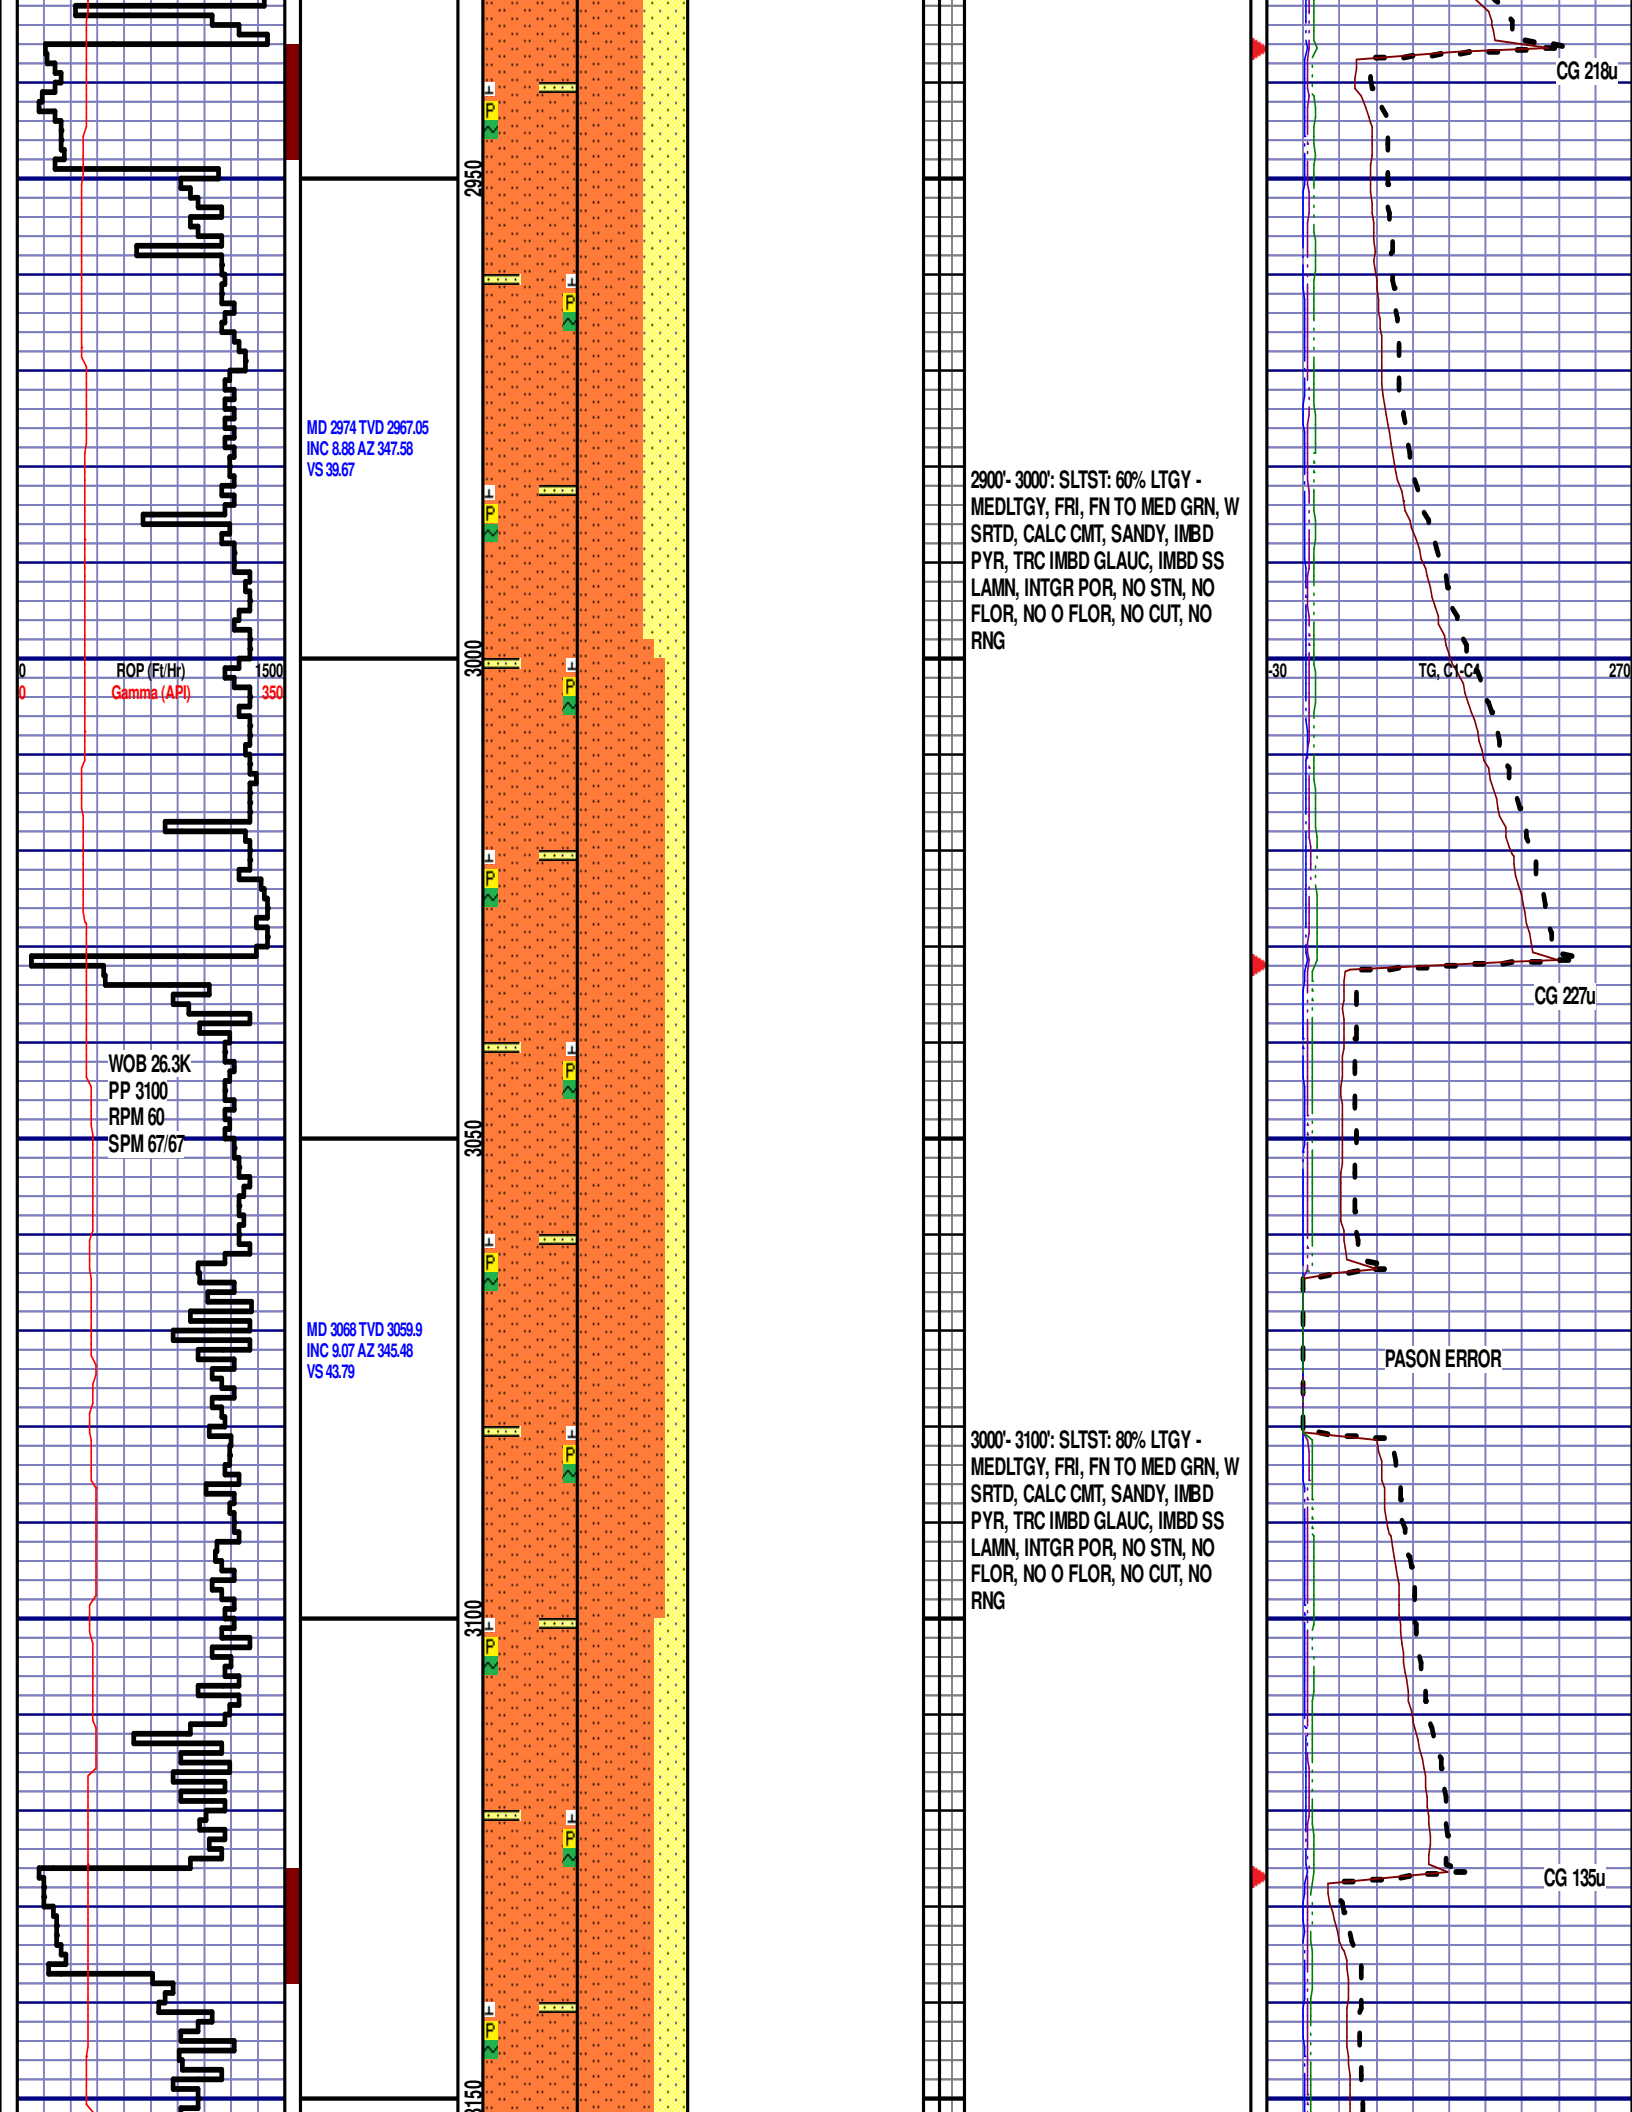 CG 218u
P
2950
P
MD 2974 TVD 2967.05
INC 8.88 AZ 347.58
VS 39.67
P
2900'- 3000': SLTST: 60% LTGY -
MEDLTGY, FRI, FN TO MED GRN, W
SRTD, CALC CMT, SANDY, IMBD
PYR, TRC IMBD GLAUC, IMBD SS
LAMN, INTGR POR, NO STN, NO
FLOR, NO O FLOR, NO CUT, NO
RNG
3000
0 ROP (Ft/Hr) 1500
0 Gamma (API) 350
-30 TG, C1-C4 270
P
P
CG 227u
WOB 26.3K
PP 3100
RPM 60
SPM 67/67
P
3050
P
MD 3068 TVD 3059.9
INC 9.07 AZ 345.48
VS 43.79
PASON ERROR
P
3000'- 3100': SLTST: 80% LTGY -
MEDLTGY, FRI, FN TO MED GRN, W
SRTD, CALC CMT, SANDY, IMBD
PYR, TRC IMBD GLAUC, IMBD SS
LAMN, INTGR POR, NO STN, NO
FLOR, NO O FLOR, NO CUT, NO
RNG
3100
P
P
CG 135u
P
3150